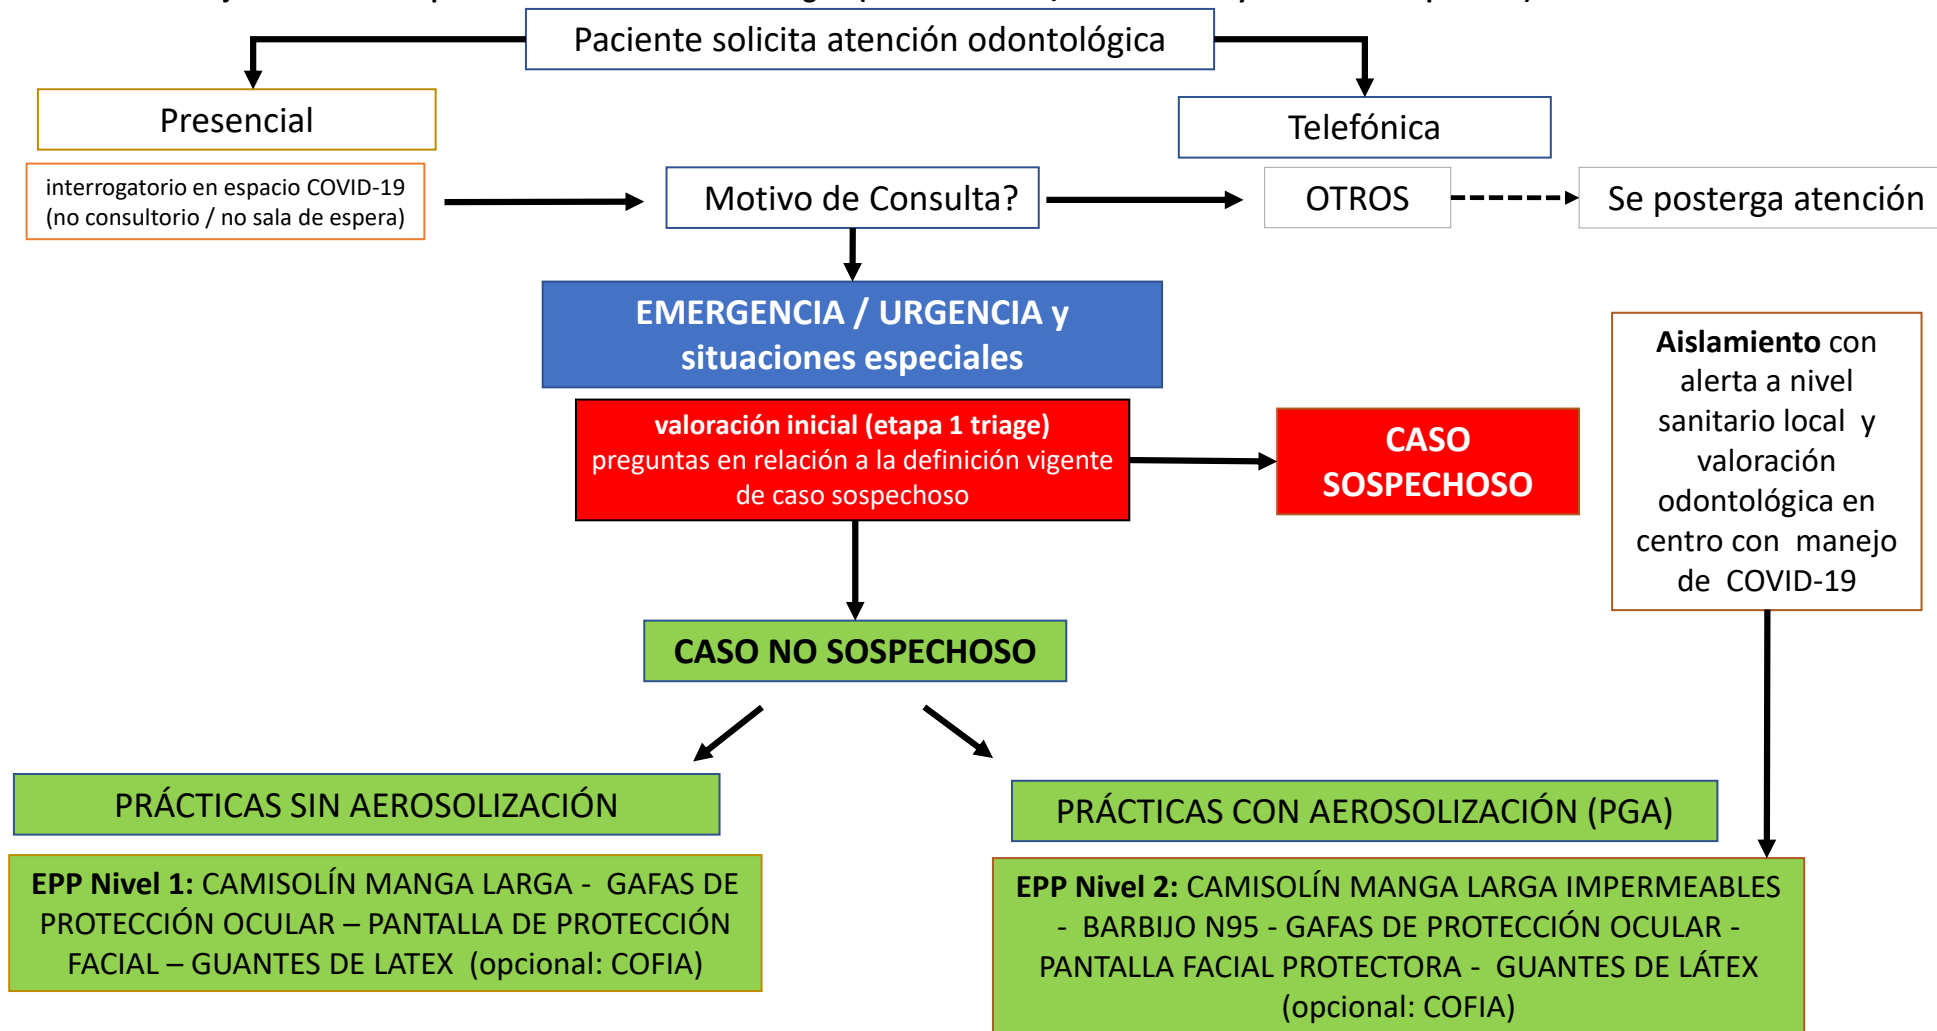 Paciente solicita atención odontológica
Presencial
Telefónica
interrogatorio en espacio COVID-19
(no consultorio / no sala de espera)
Motivo de Consulta?
OTROS
Se posterga atención
EMERGENCIA / URGENCIA y
situaciones especiales
valoración inicial (etapa 1 triage)
preguntas en relación a la definición vigente
de caso sospechoso
CASO
SOSPECHOSO
Aislamiento con
alerta a nivel
sanitario local y
valoración
odontológica en
centro con manejo
de COVID-19
CASO NO SOSPECHOSO
PRÁCTICAS SIN AEROSOLIZACIÓN
PRÁCTICAS CON AEROSOLIZACIÓN (PGA)
EPP Nivel 1: CAMISOLÍN MANGA LARGA - GAFAS DE
PROTECCIÓN OCULAR – PANTALLA DE PROTECCIÓN
FACIAL – GUANTES DE LATEX (opcional: COFIA)
EPP Nivel 2: CAMISOLÍN MANGA LARGA IMPERMEABLES
- BARBIJO N95 - GAFAS DE PROTECCIÓN OCULAR -
PANTALLA FACIAL PROTECTORA - GUANTES DE LÁTEX
(opcional: COFIA)